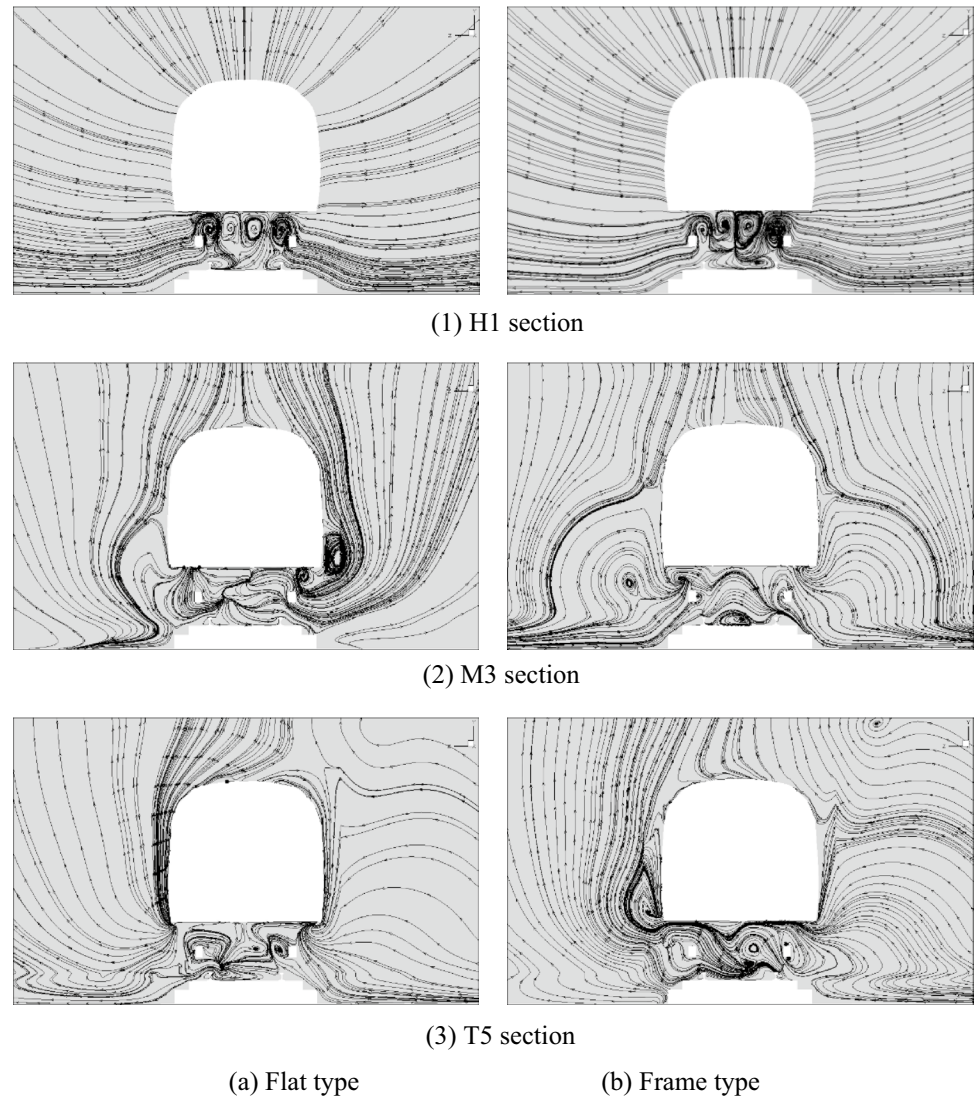 (1) H1 section
(2) M3 section
(3) T5 section
(a) Flat type
(b) Frame type